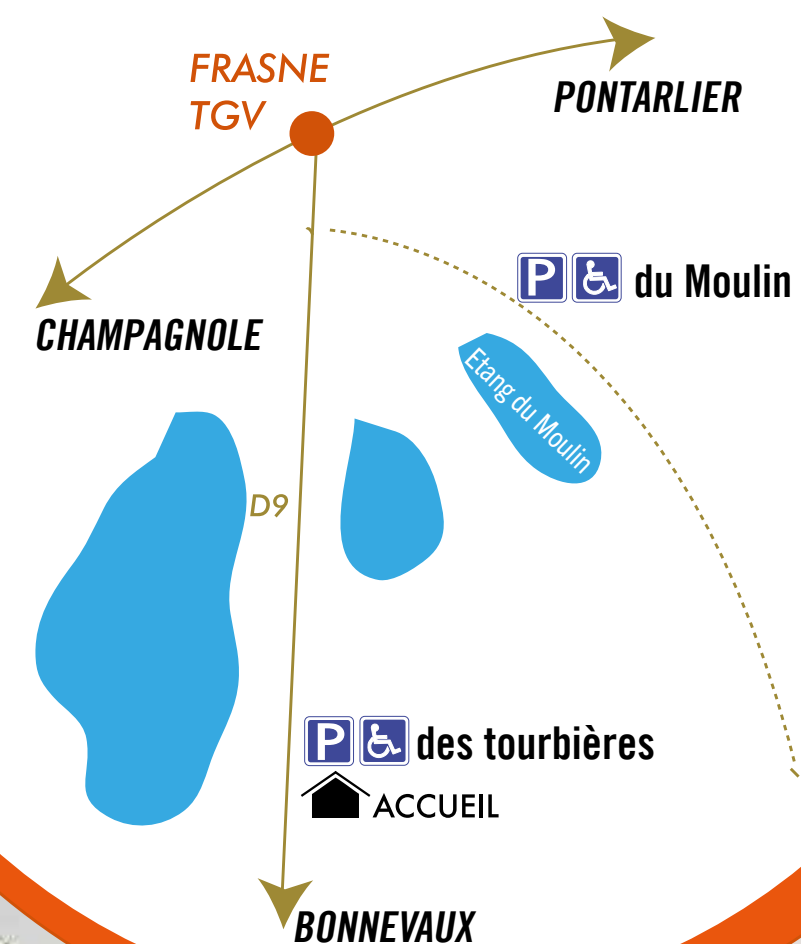 FRASNE
TGV
PONTARLIER
P du Moulin
CHAMPAGNOLE
Etang du Moulin
D9
P des tourbières
ACCUEIL
BONNEVAUX